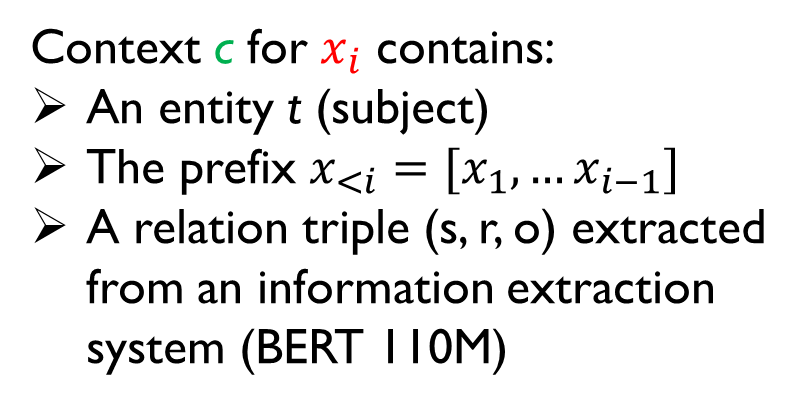 Context c for xᵢ contains:
➢ An entity t (subject)
➢ The prefix x<ᵢ = [x₁, … xᵢ₋₁]
➢ A relation triple (s, r, o) extracted
from an information extraction
system (BERT 110M)